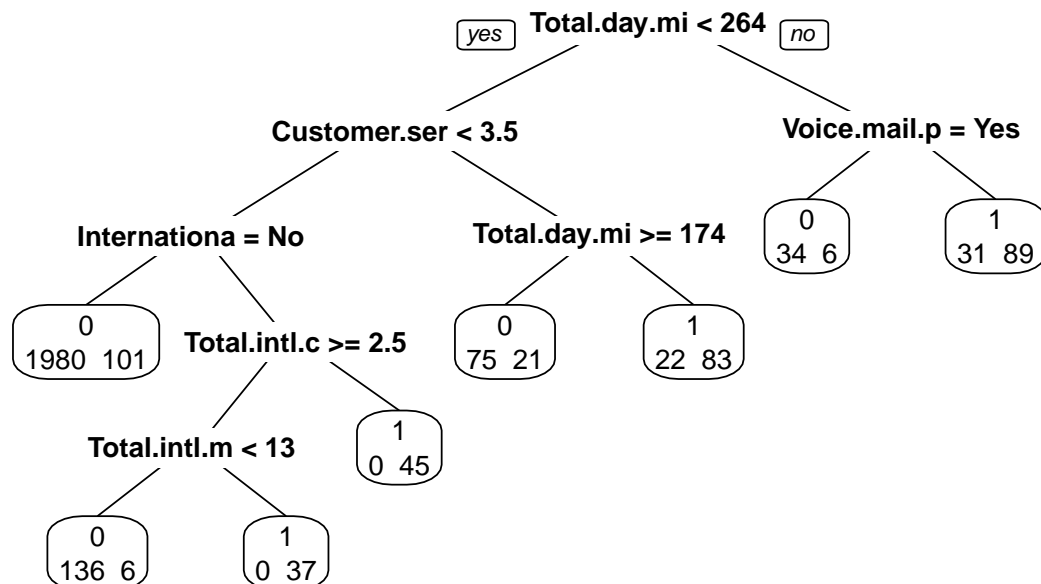 Total.day.mi < 264
yes
no
Customer.ser < 3.5
Voice.mail.p = Yes
Internationa = No
Total.day.mi >= 174
0
34 6
1
31 89
0
1980 101
Total.intl.c >= 2.5
0
75 21
1
22 83
Total.intl.m < 13
1
0 45
0
136 6
1
0 37